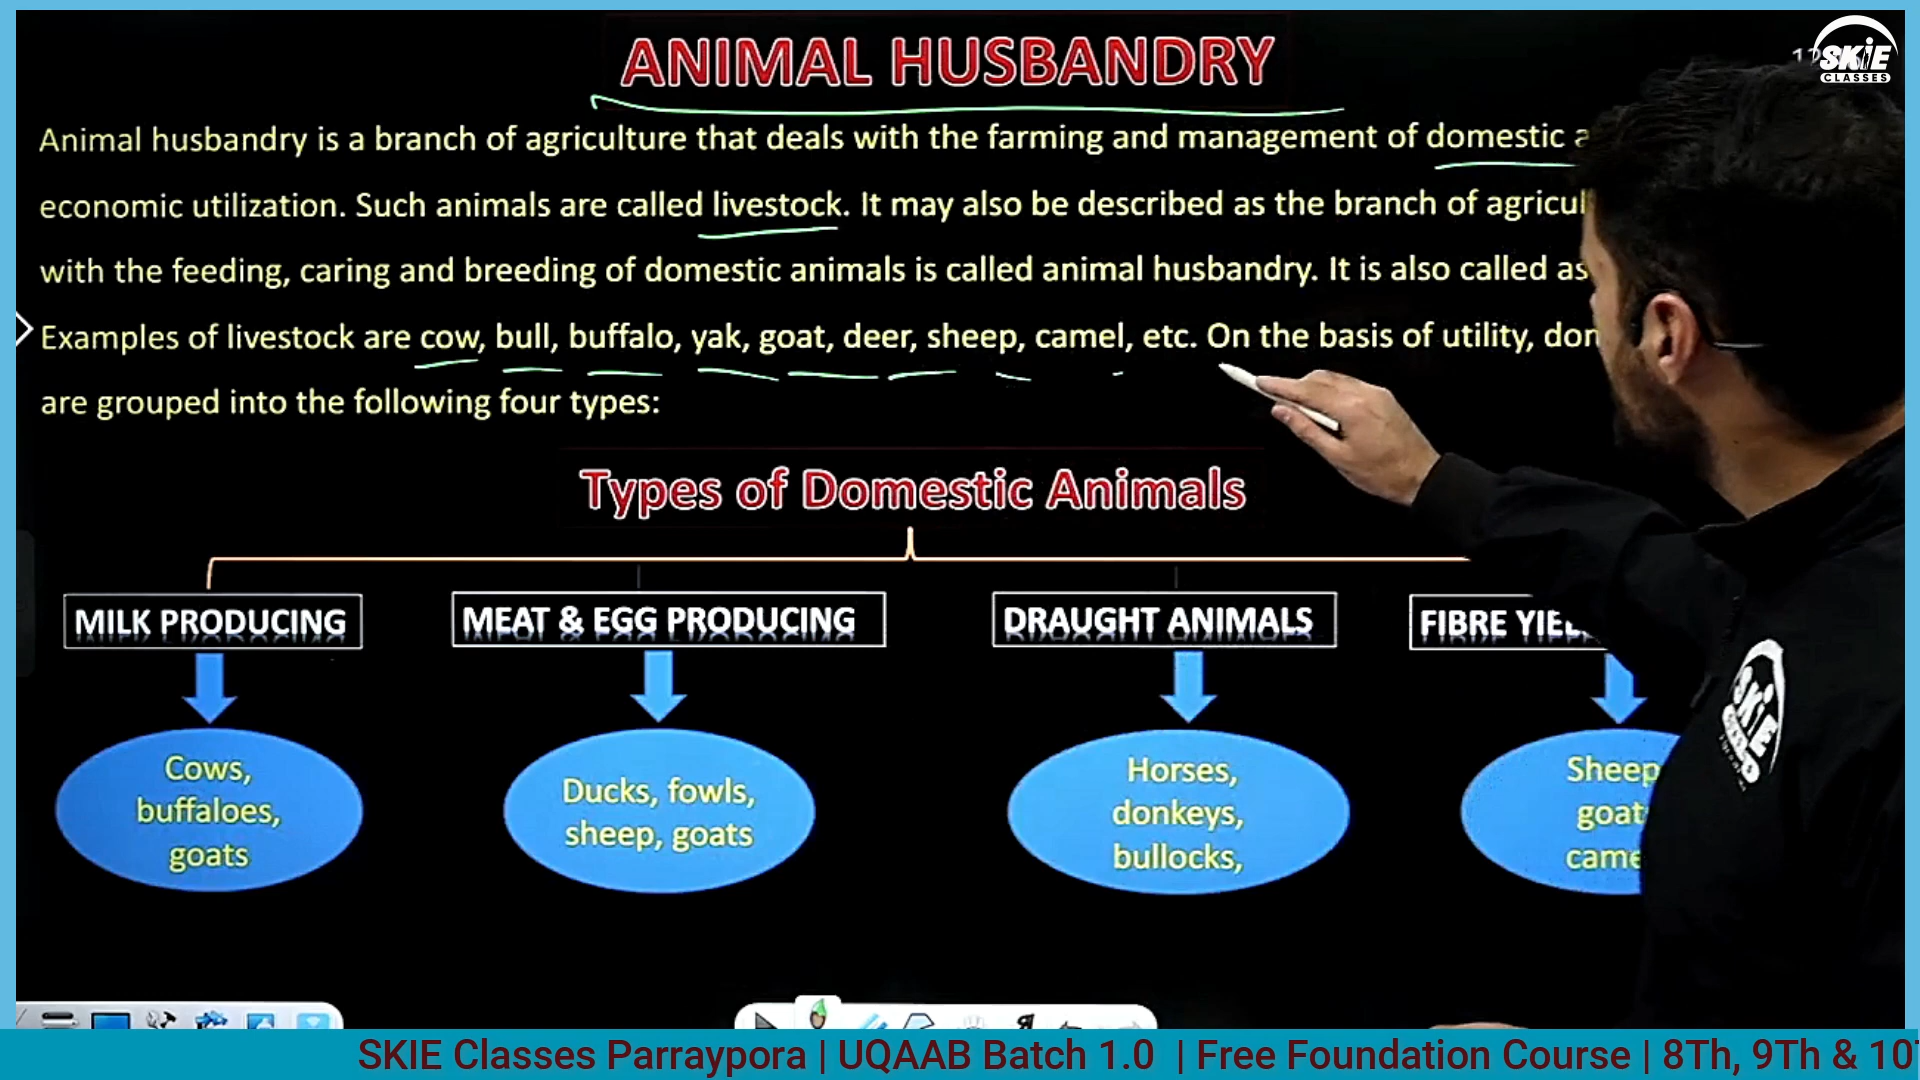 ANIMAL HUSBANDRY
SKiE
CLASSES
Animal husbandry is a branch of agriculture that deals with the farming and management of domestic
economic utilization. Such animals are called livestock. It may also be described as the branch of
with the feeding, caring and breeding of domestic animals is called animal husbandry. It is also called as
Examples of livestock are cow, bull, buffalo, yak, goat, deer, sheep, camel, etc. On the basis of utility,
are grouped into the following four types:
Types of Domestic Animals
MILK PRODUCING
MEAT & EGG PRODUCING
DRAUGHT ANIMALS
FIBRE
Cows,
buffaloes,
goats
Ducks, fowls,
sheep, goats
Horses,
donkeys,
bullocks,
Sheep
SKiE
SKIE Classes Parraypora | UQAAB Batch 1.0 | Free Foundation Course | 8Th, 9Th &